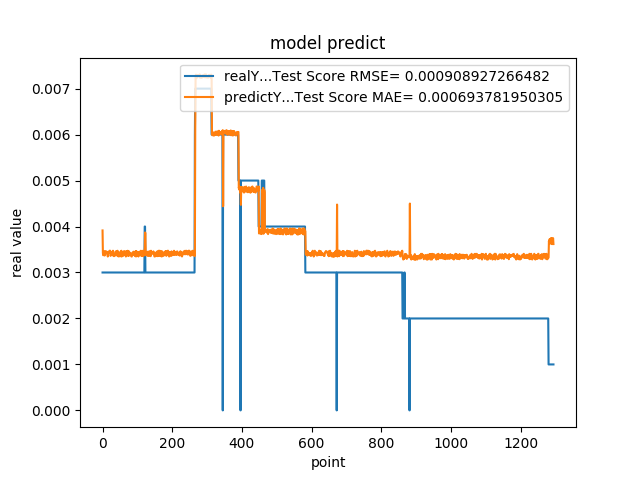 model predict
realY...Test Score RMSE= 0.000908927266482
predictY...Test Score MAE= 0.000693781950305
0.007
0.006
0.005
0.004
0.003
0.002
0.001
0.000
real value
0 200 400 600 800 1000 1200
point